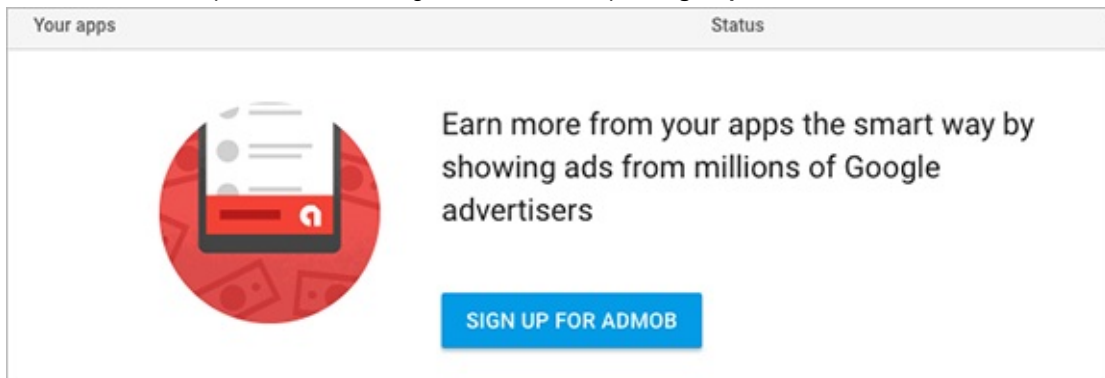 Your apps Status
Earn more from your apps the smart way by
showing ads from millions of Google
advertisers
SIGN UP FOR ADMOB